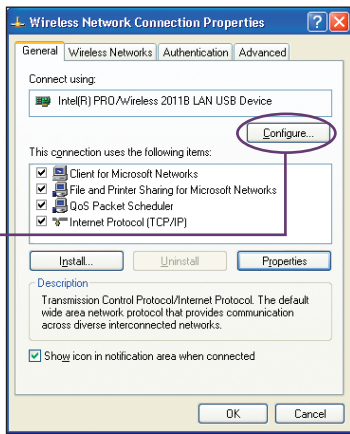 Wireless Network Connection Properties
General Wireless Networks Authentication Advanced
Connect using:
Intel(R) PRO/Wireless 2011B LAN USB Device
Configure...
This connection uses the following items:
Client for Microsoft Networks
File and Printer Sharing for Microsoft Networks
QoS Packet Scheduler
Internet Protocol (TCP/IP)
Install... Uninstall Properties
Description
Transmission Control Protocol/Internet Protocol. The default
wide area network protocol that provides communication
across diverse interconnected networks.
Show icon in notification area when connected
OK Cancel